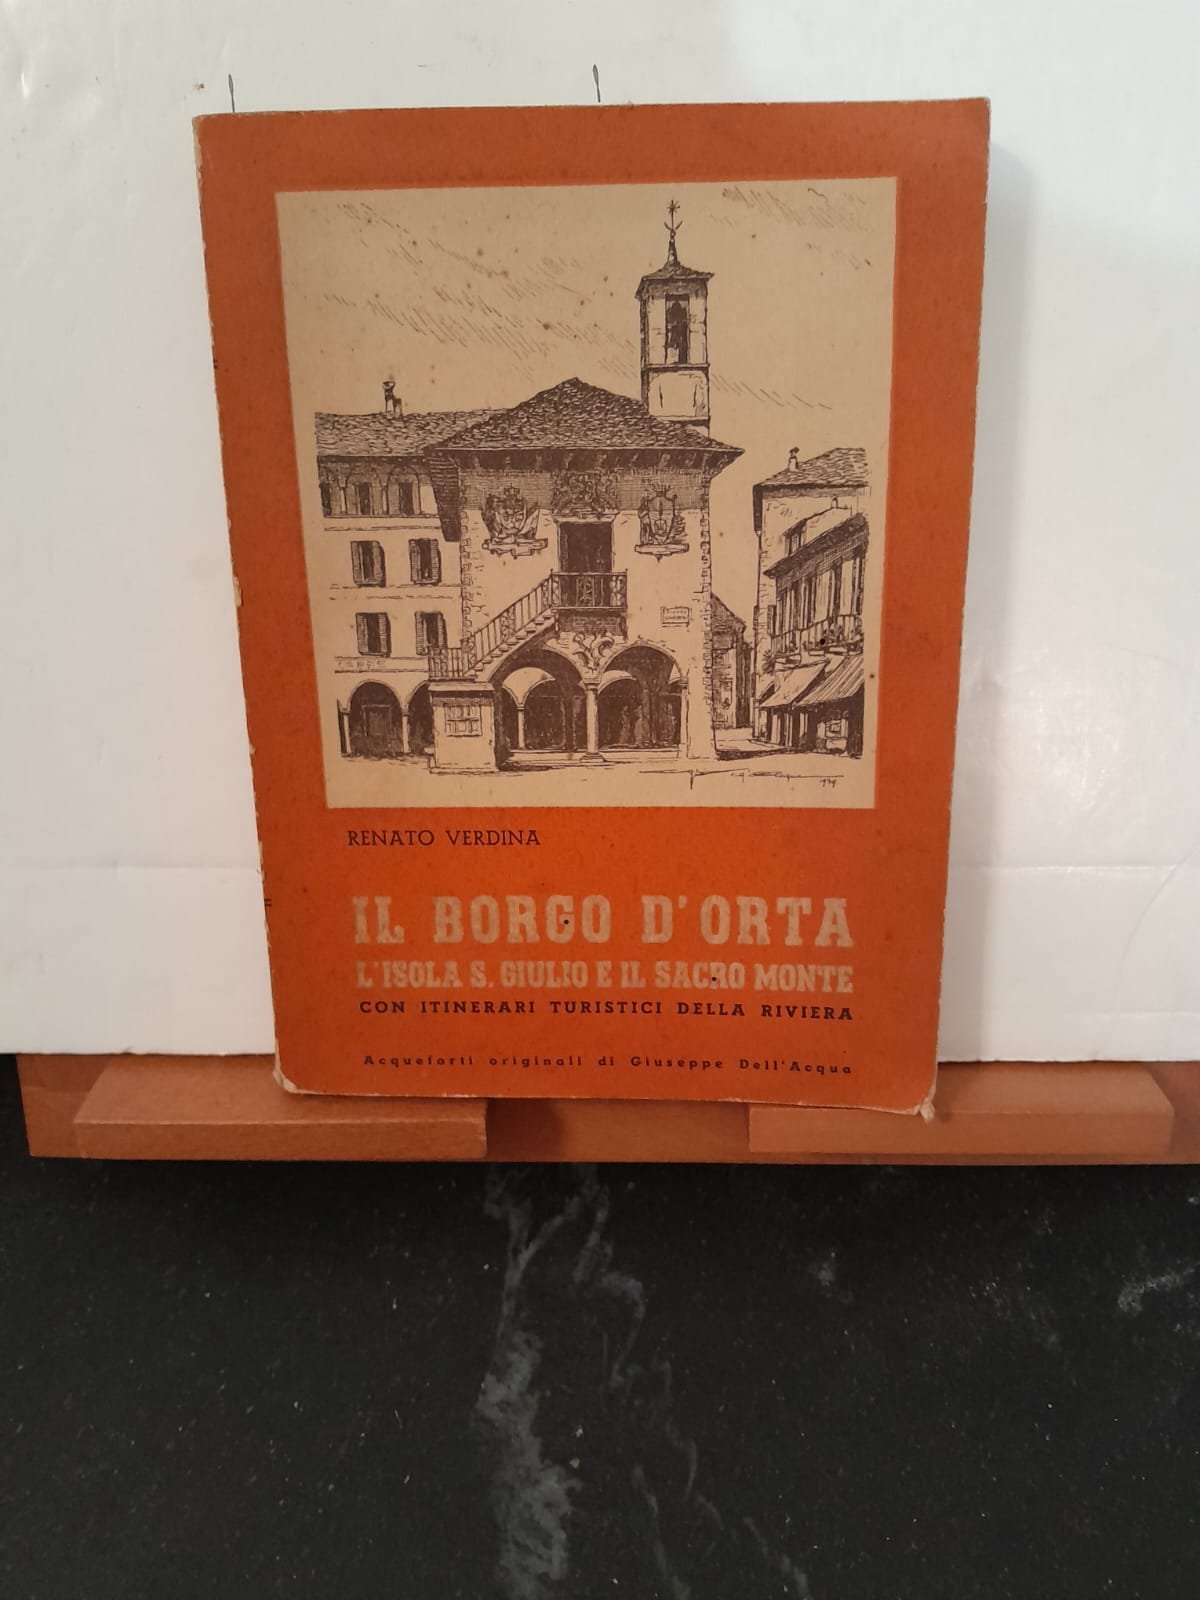 CAFFE
RENATO VERDINA
IL BORGO D'ORTA
L'ISOLA S. GIULIO E IL SACRO MONTE
CON ITINERARI TURISTICI DELLA RIVIERA
Acqueforti originali di Giuseppe Dell'Acqua